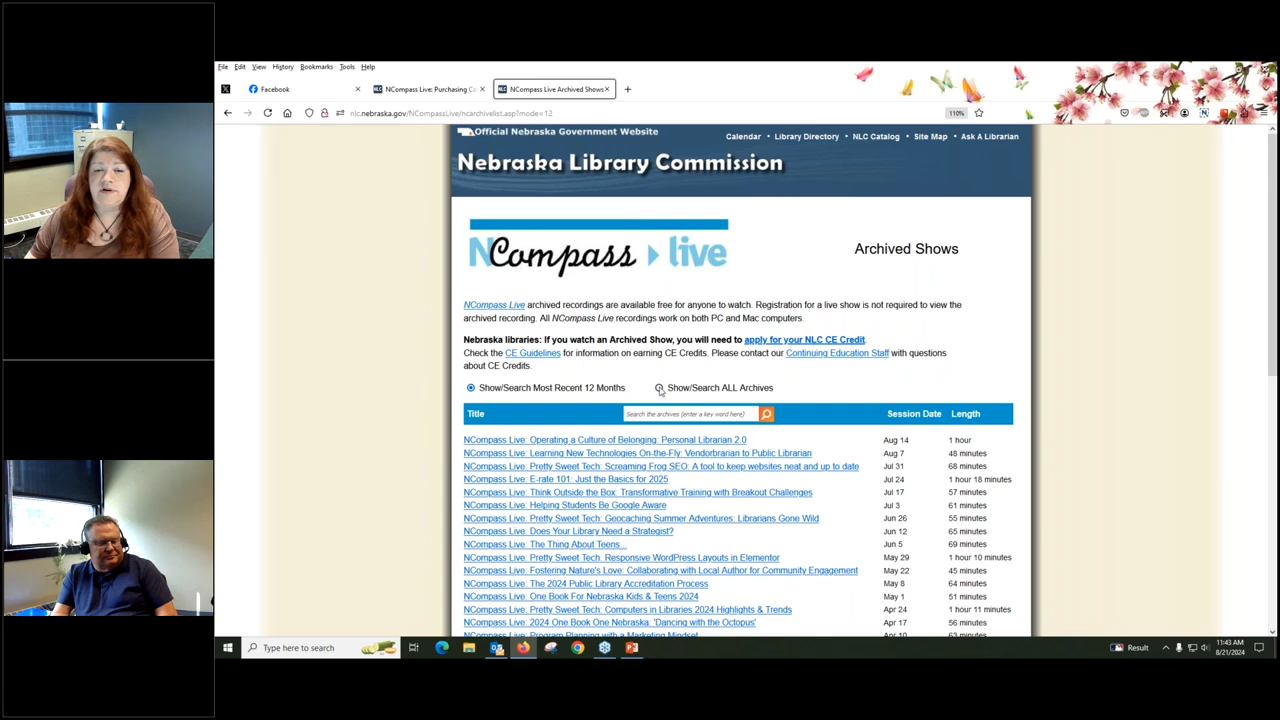 File Edit View History Bookmarks Tools Help
Facebook
NCompass Live: Purchasing C
NCompass Live Archived Shows
nlc.nebraska.gov/NCompassLive/ncarchivelist.asp?mode=12
110%
Official Nebraska Government Website
Calendar • Library Directory • NLC Catalog • Site Map • Ask A Librarian
Nebraska Library Commission
NCompass live
Archived Shows
NCompass Live archived recordings are available free for anyone to watch. Registration for a live show is not required to view the
archived recording. All NCompass Live recordings work on both PC and Mac computers.
Nebraska libraries: If you watch an Archived Show, you will need to apply for your NLC CE Credit.
Check the CE Guidelines for information on earning CE Credits. Please contact our Continuing Education Staff with questions
about CE Credits.
Show/Search Most Recent 12 Months Show/Search ALL Archives
Title Search the archives (enter a key word here) Session Date Length
NCompass Live: Operating a Culture of Belonging: Personal Librarian 2.0 Aug 14 1 hour
NCompass Live: Learning New Technologies On-the-Fly: Vendorbrarian to Public Librarian Aug 7 48 minutes
NCompass Live: Pretty Sweet Tech: Screaming Frog SEO: A tool to keep websites neat and up to date Jul 31 68 minutes
NCompass Live: E-rate 101: Just the Basics for 2025 Jul 24 1 hour 18 minutes
NCompass Live: Think Outside the Box: Transformative Training with Breakout Challenges Jul 17 57 minutes
NCompass Live: Helping Students Be Google Aware Jul 3 61 minutes
NCompass Live: Pretty Sweet Tech: Geocaching Summer Adventures: Librarians Gone Wild Jun 26 55 minutes
NCompass Live: Does Your Library Need a Strategist? Jun 12 65 minutes
NCompass Live: The Thing About Teens... Jun 5 69 minutes
NCompass Live: Pretty Sweet Tech: Responsive WordPress Layouts in Elementor May 29 1 hour 10 minutes
NCompass Live: Fostering Nature's Love: Collaborating with Local Author for Community Engagement May 22 45 minutes
NCompass Live: The 2024 Public Library Accreditation Process May 8 64 minutes
NCompass Live: One Book For Nebraska Kids & Teens 2024 May 1 51 minutes
NCompass Live: Pretty Sweet Tech: Computers in Libraries 2024 Highlights & Trends Apr 24 1 hour 11 minutes
NCompass Live: 2024 One Book One Nebraska: 'Dancing with the Octopus' Apr 17 56 minutes
NCompass Live: Program Planning with a Marketing Mindset Apr 10 63 minutes
Type here to search
Result
11:43 AM
8/21/2024